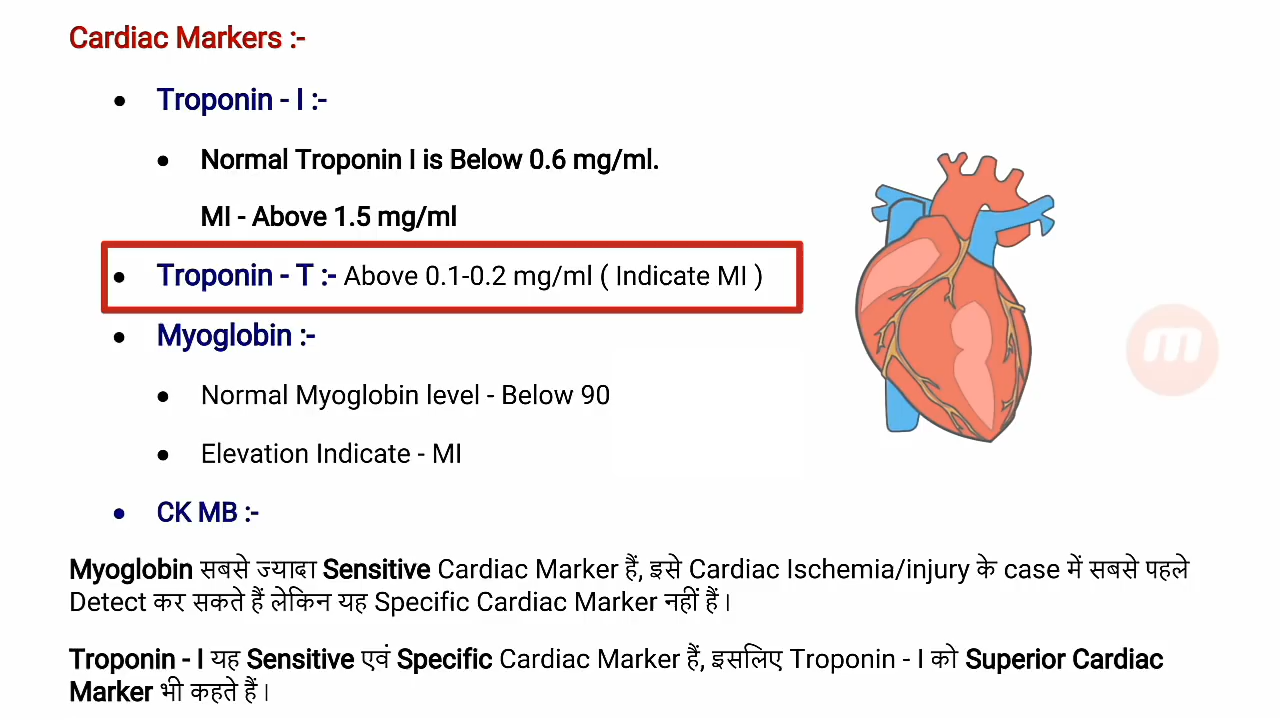 Cardiac Markers :-
Troponin - I :-
Normal Troponin I is Below 0.6 mg/ml.
MI - Above 1.5 mg/ml
Troponin - T :- Above 0.1-0.2 mg/ml ( Indicate MI )
Myoglobin :-
Normal Myoglobin level - Below 90
Elevation Indicate - MI
CK MB :-
Myoglobin सबसे ज्यादा Sensitive Cardiac Marker हैं, इसे Cardiac Ischemia/injury के case में सबसे पहले
Detect कर सकते हैं लेकिन यह Specific Cardiac Marker नहीं हैं।
Troponin - I यह Sensitive एवं Specific Cardiac Marker हैं, इसलिए Troponin - I को Superior Cardiac
Marker भी कहते हैं।